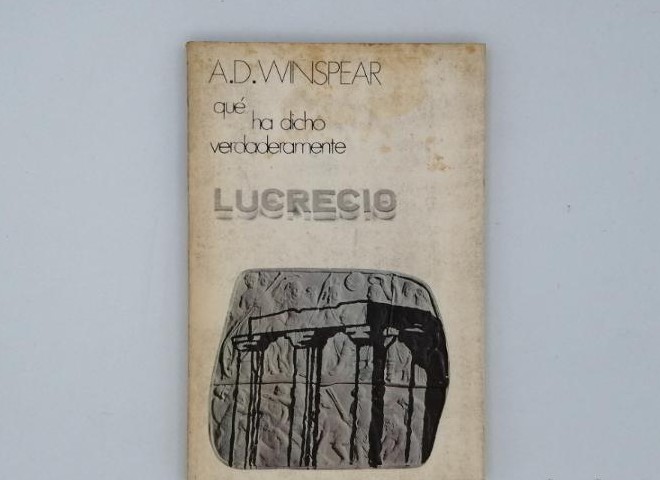 A.D. WINSPEAR
qué
ha dicho
verdaderamente
LUCRECIO